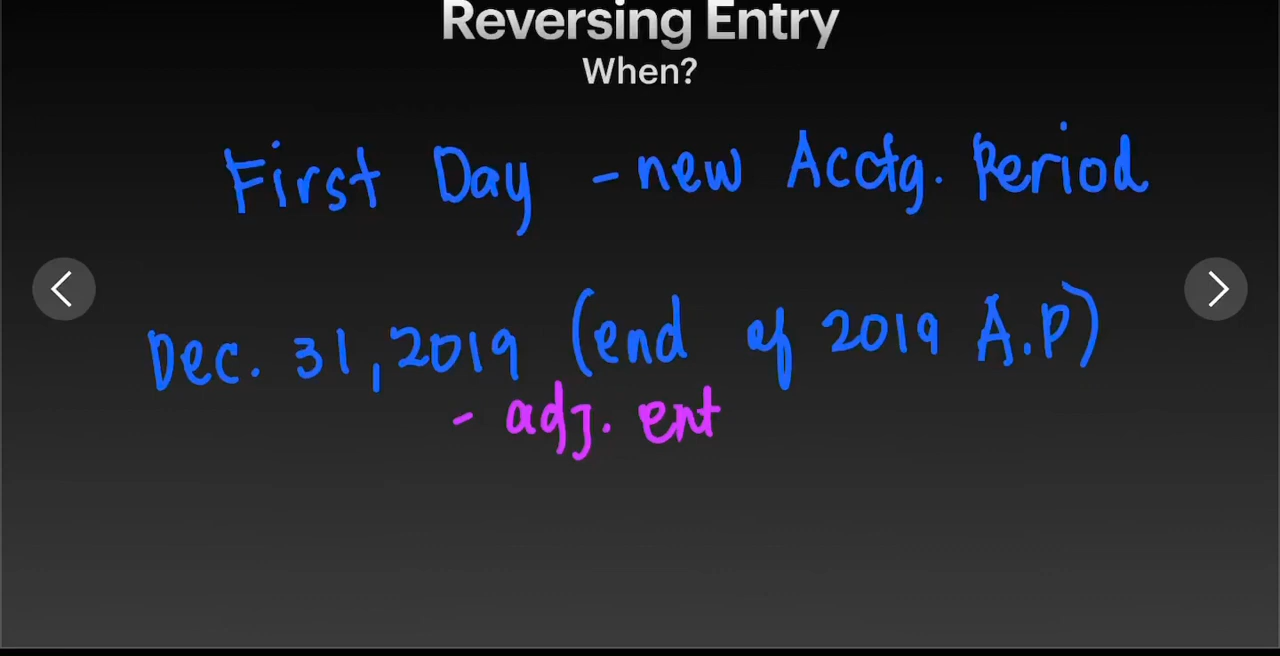 Reversing Entry
When?
First Day - new Acctg. Period
Dec. 31, 2019 (end of 2019 A.P)
- adj. ent